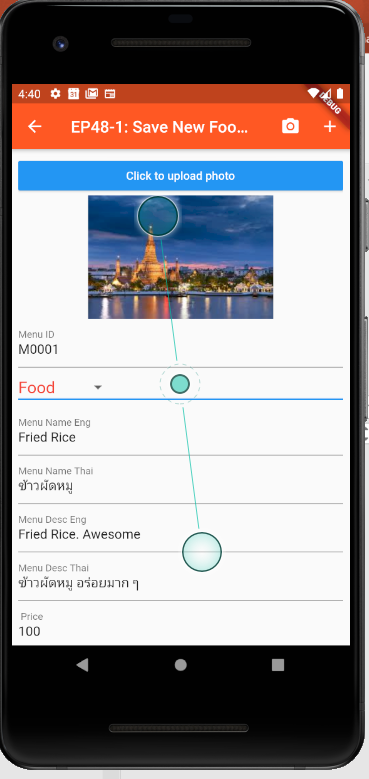 4:40
31
DEBUG
EP48-1: Save New Foo...
Click to upload photo
Menu ID
M0001
Food
Menu Name Eng
Fried Rice
Menu Name Thai
ข้าวผัดหมู
Menu Desc Eng
Fried Rice. Awesome
Menu Desc Thai
ข้าวผัดหมู อร่อยมาก ๆ
Price
100